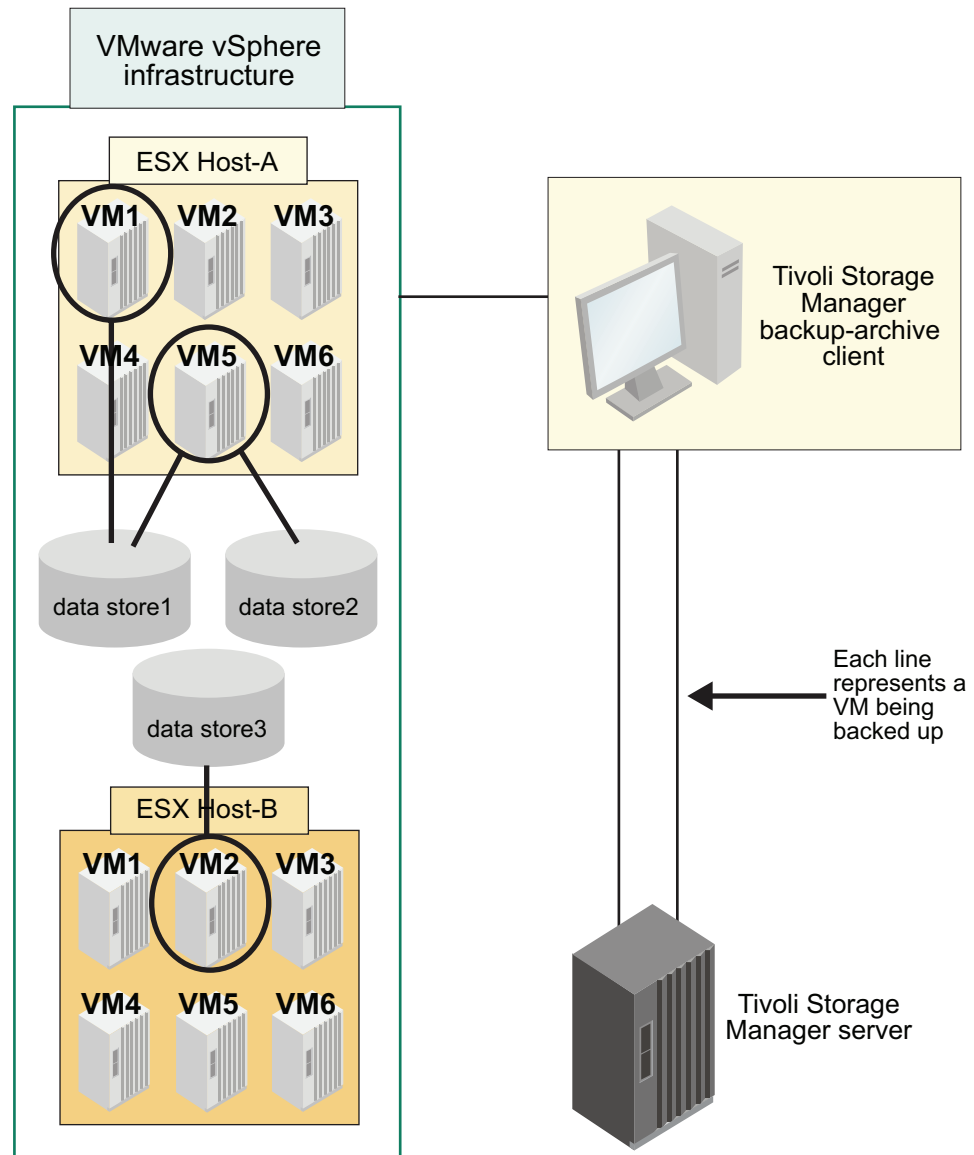 VMware vSphere
infrastructure
ESX Host-A
VM1 VM2 VM3
VM4 VM5 VM6
data store1 data store2
data store3
ESX Host-B
VM1 VM2 VM3
VM4 VM5 VM6
Tivoli Storage
Manager
backup-archive
client
Each line
represents a
VM being
backed up
Tivoli Storage
Manager server